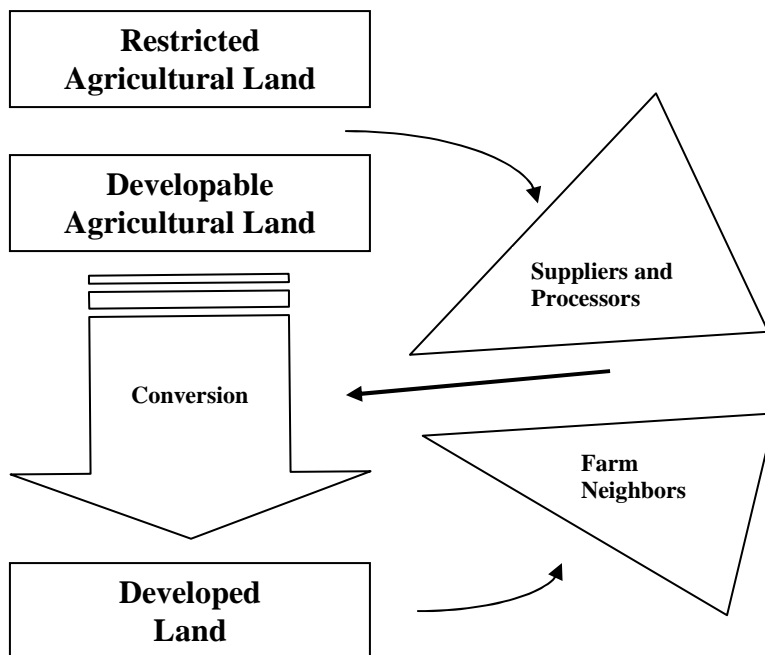 Restricted
Agricultural Land
Developable
Agricultural Land
Suppliers and
Processors
Conversion
Farm
Neighbors
Developed
Land